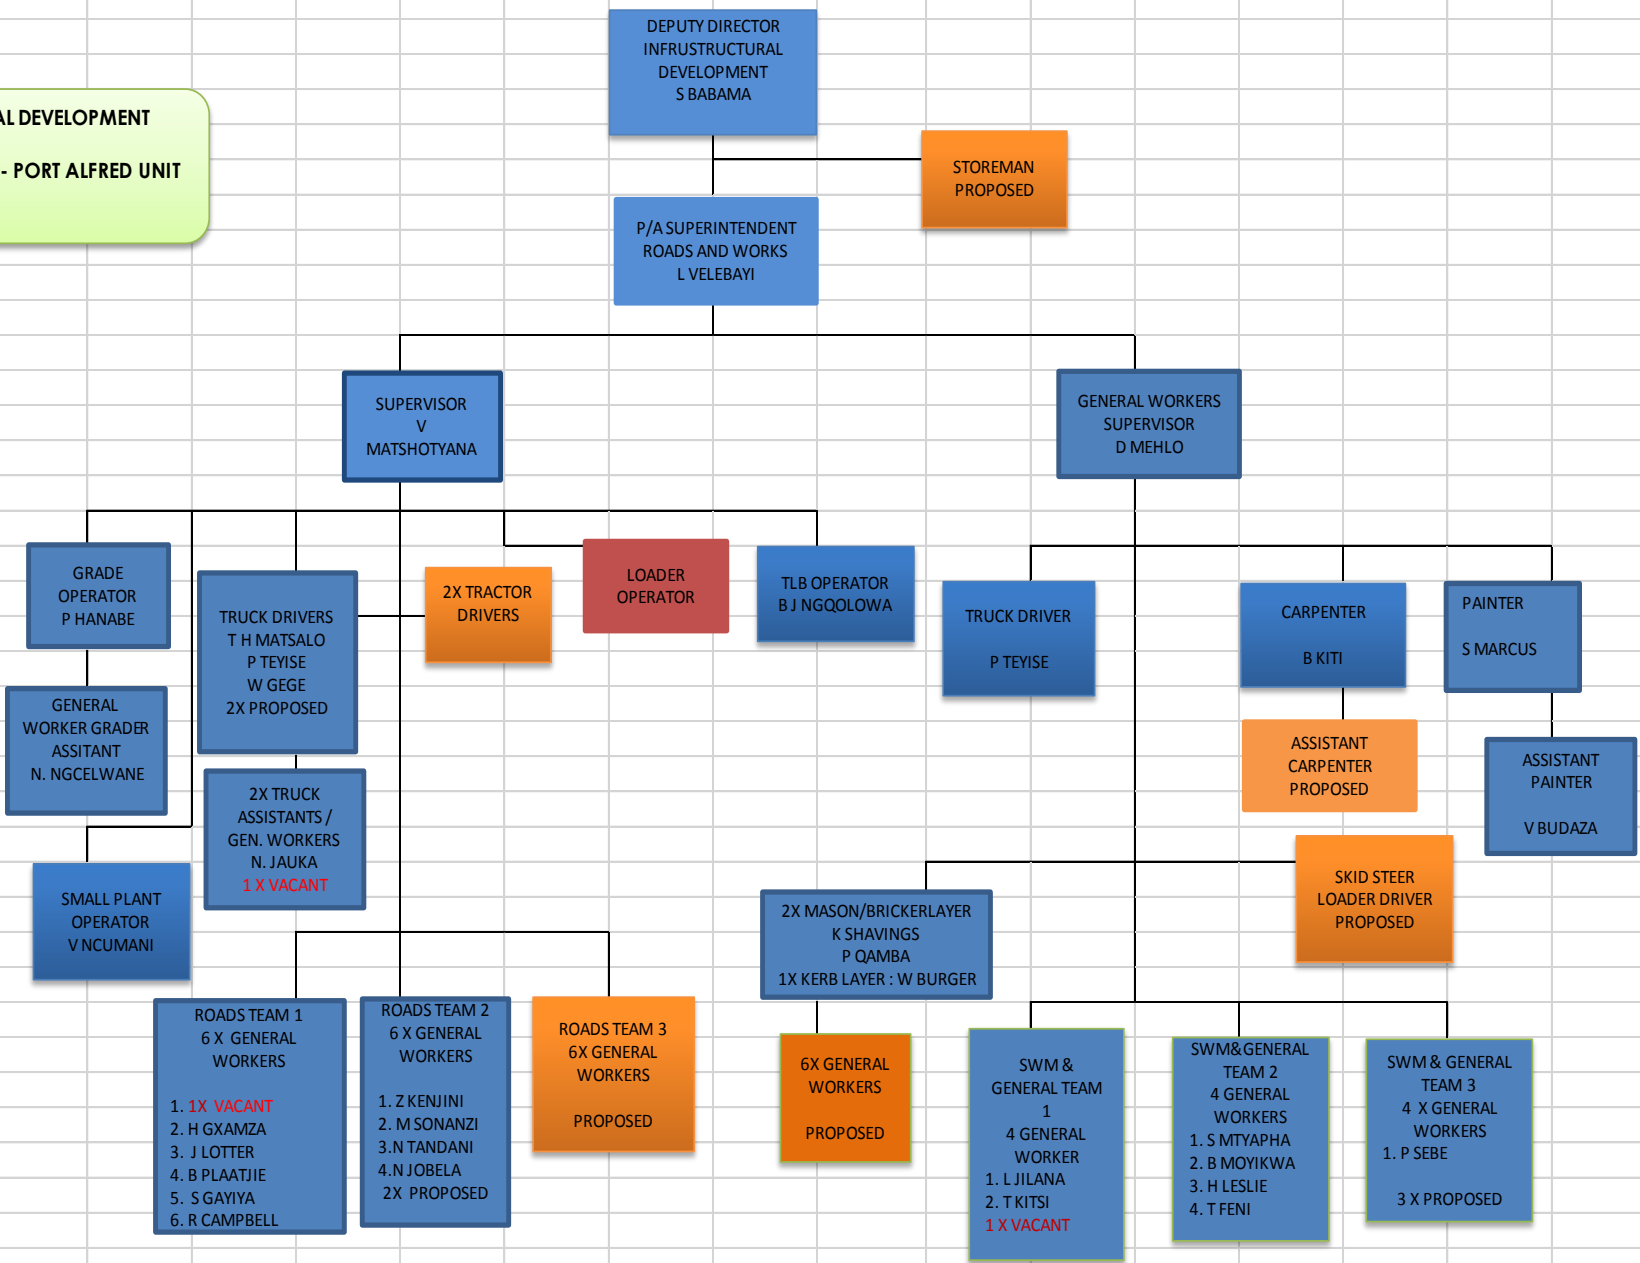 DEPUTY DIRECTOR
INFRUSTRUCTURAL
DEVELOPMENT
S BABAMA
DEVELOPMENT
- PORT ALFRED UNIT
STOREMAN
PROPOSED
P/A SUPERINTENDENT
ROADS AND WORKS
L VELEBAYI
SUPERVISOR
V
MATSHOTYANA
GENERAL WORKERS
SUPERVISOR
D MEHLO
GRADE
OPERATOR
P HANABE
TRUCK DRIVERS
T H MATSALO
P TEYISE
W GEGE
2X PROPOSED
2X TRACTOR
DRIVERS
LOADER
OPERATOR
TLB OPERATOR
B J NGQOLOWA
TRUCK DRIVER
P TEYISE
CARPENTER
B KITI
PAINTER
S MARCUS
GENERAL
WORKER GRADER
ASSITANT
N. NGCELWANE
2X TRUCK
ASSISTANTS /
GEN. WORKERS
N. JAUKA
1 X VACANT
ASSISTANT
CARPENTER
PROPOSED
ASSISTANT
PAINTER
V BUDAZA
SMALL PLANT
OPERATOR
V NCUMANI
2X MASON/BRICKERLAYER
K SHAVINGS
P QAMBA
1X KERB LAYER : W BURGER
SKID STEER
LOADER DRIVER
PROPOSED
ROADS TEAM 1
6 X GENERAL
WORKERS
1. 1X VACANT
2. H GXAMZA
3. J LOTTER
4. B PLAATJIE
5. S GAYIYA
6. R CAMPBELL
ROADS TEAM 2
6 X GENERAL
WORKERS
1. Z KENJINI
2. M SONANZI
3.N TANDANI
4.N JOBELA
2X PROPOSED
ROADS TEAM 3
6X GENERAL
WORKERS
PROPOSED
6X GENERAL
WORKERS
PROPOSED
SWM &
GENERAL TEAM
1
4 GENERAL
WORKER
1. L JILANA
2. T KITSI
1 X VACANT
SWM&GENERAL
TEAM 2
4 GENERAL
WORKERS
1. S MTYAPHA
2. B MOYIKWA
3. H LESLIE
4. T FENI
SWM & GENERAL
TEAM 3
4 X GENERAL
WORKERS
1. P SEBE
3 X PROPOSED